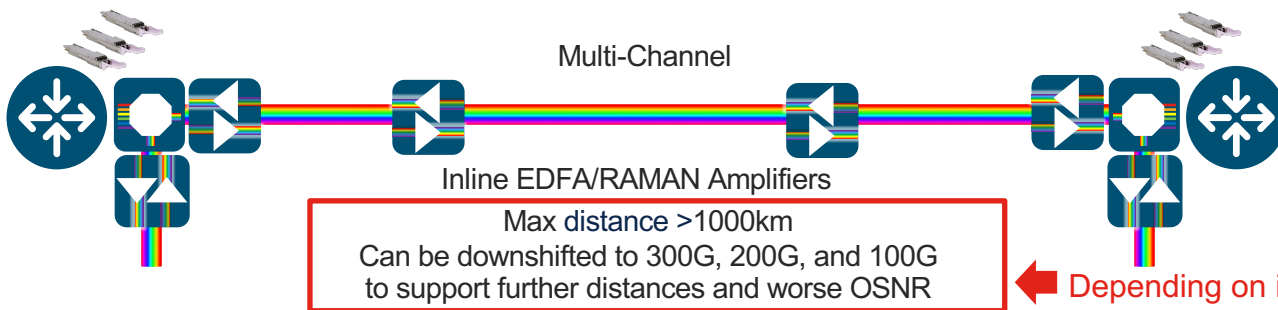 Multi-Channel
Inline EDFA/RAMAN Amplifiers
Max distance >1000km
Can be downshifted to 300G, 200G, and 100G
to support further distances and worse OSNR
Depending on